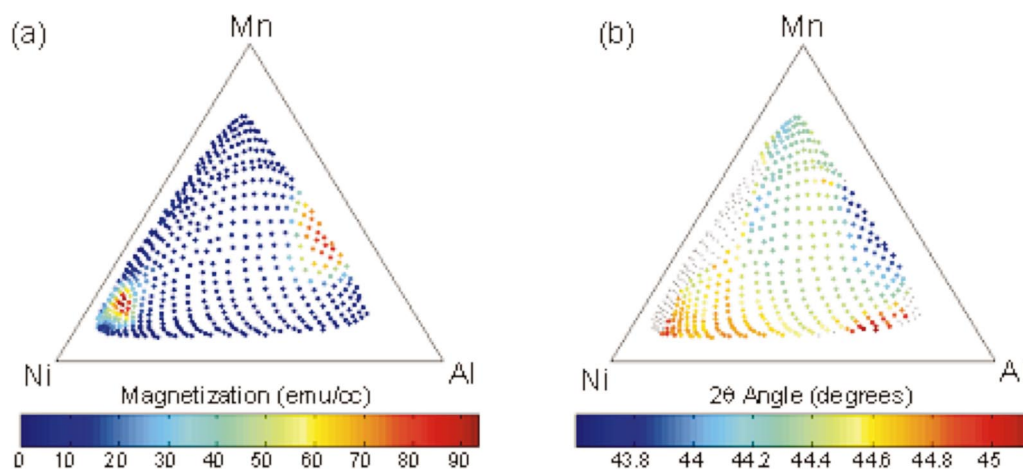 (a) Mn (b) Mn
Ni Al Ni A
Magnetization (emu/cc) 2θ Angle (degrees)
0 10 20 30 40 50 60 70 80 90 43.8 44 44.2 44.4 44.6 44.8 45